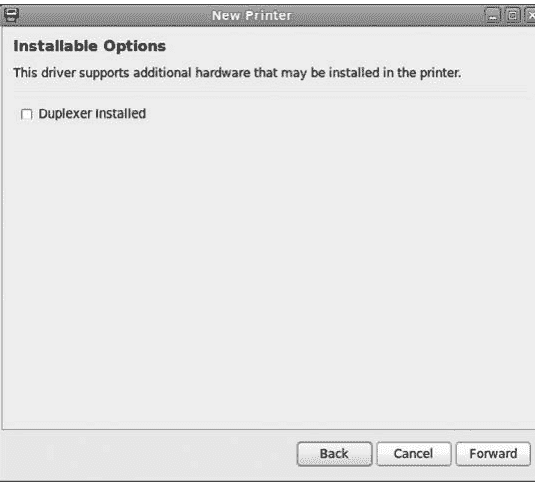 New Printer
Installable Options
This driver supports additional hardware that may be installed in the printer.
Duplexer Installed
Back Cancel Forward